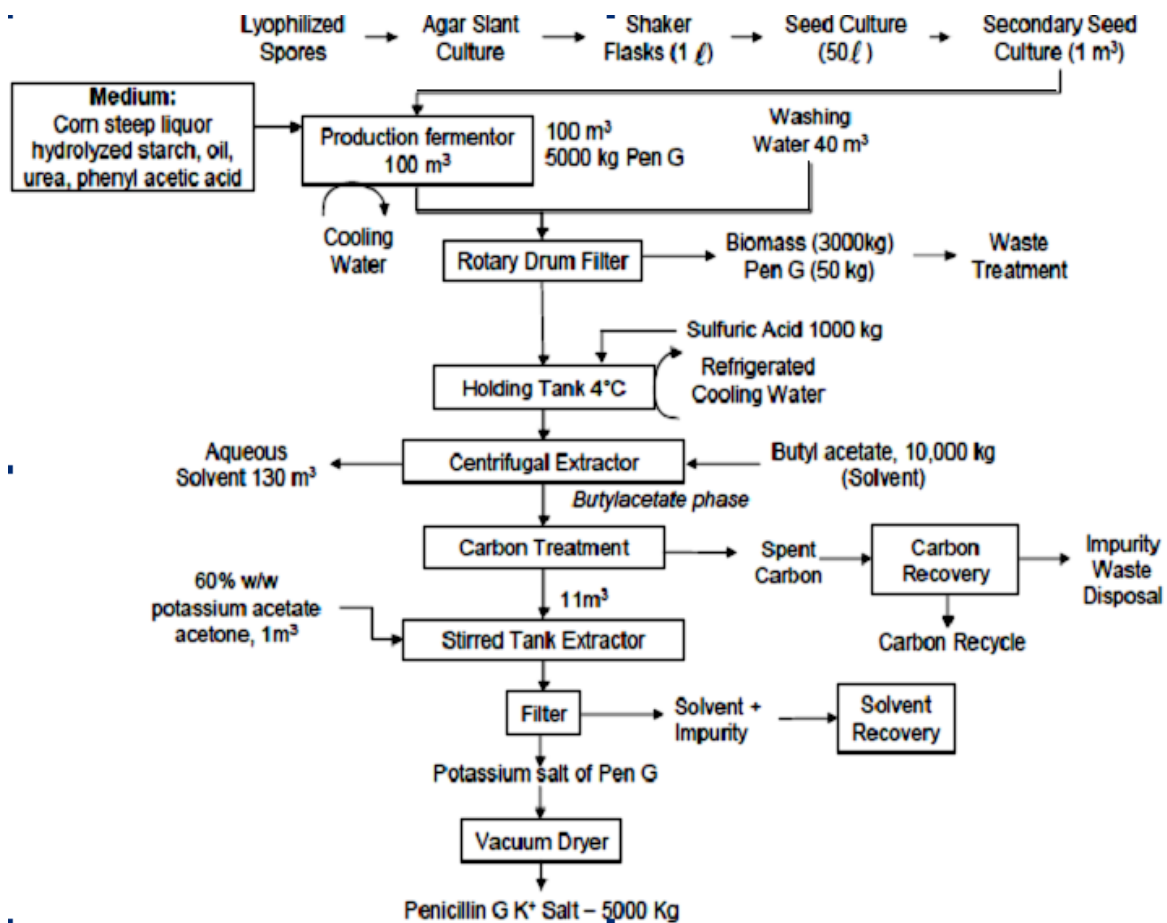 Lyophilized
Spores
Agar Slant
Culture
Shaker
Flasks (1 ℓ)
Seed Culture
(50ℓ)
Secondary Seed
Culture (1 m³)
Medium:
Corn steep liquor
hydrolyzed starch, oil,
urea, phenyl acetic acid
Production fermentor
100 m³
100 m³
5000 kg Pen G
Washing
Water 40 m³
Cooling
Water
Rotary Drum Filter
Biomass (3000kg)
Pen G (50 kg)
Waste
Treatment
Sulfuric Acid 1000 kg
Holding Tank 4°C
Refrigerated
Cooling Water
Aqueous
Solvent 130 m³
Centrifugal Extractor
Butyl acetate, 10,000 kg
(Solvent)
Butylacetate phase
Carbon Treatment
Spent
Carbon
Carbon
Recovery
Impurity
Waste
Disposal
60% w/w
potassium acetate
acetone, 1m³
11m³
Carbon Recycle
Stirred Tank Extractor
Filter
Solvent +
Impurity
Solvent
Recovery
Potassium salt of Pen G
Vacuum Dryer
Penicillin G K⁺ Salt – 5000 Kg